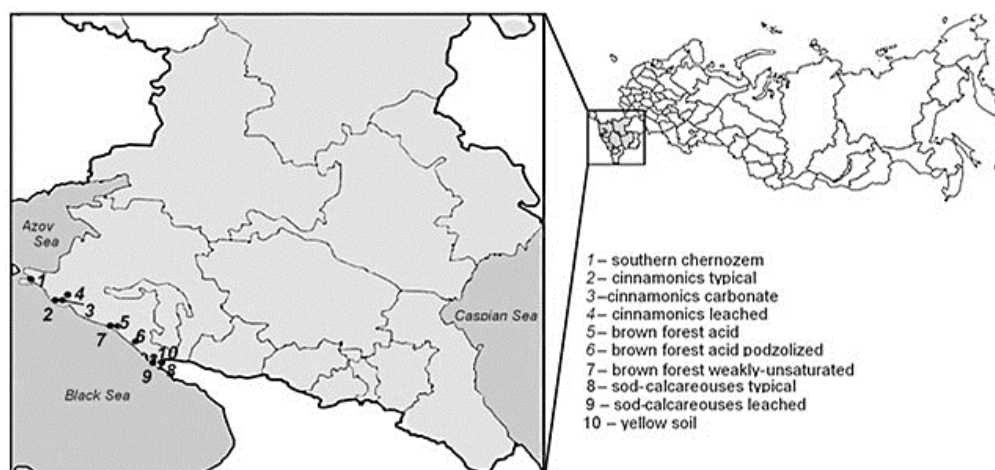 Azov
Sea
1
4
2
3
5
7
6
10
8
9
Black Sea
Caspian Sea
1 – southern chernozem
2 – cinnamonics typical
3 –cinnamonics carbonate
4 – cinnamonics leached
5 – brown forest acid
6 – brown forest acid podzolized
7 – brown forest weakly-unsaturated
8 – sod-calcareouses typical
9 – sod-calcareouses leached
10 – yellow soil